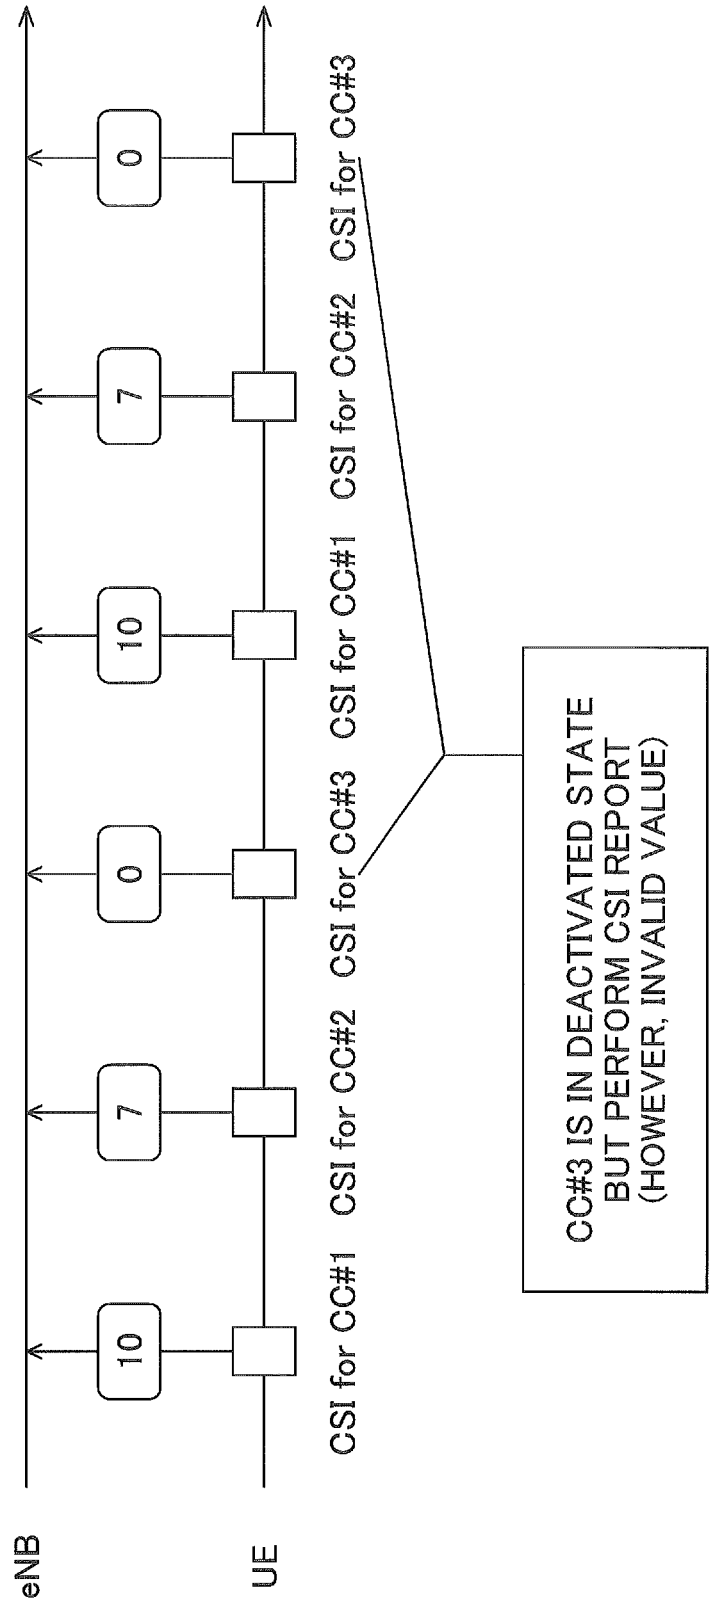 eNB
10
7
0
10
7
0
UE
CSI for CC#1
CSI for CC#2
CSI for CC#3
CSI for CC#1
CSI for CC#2
CSI for CC#3
CC#3 IS IN DEACTIVATED STATE
BUT PERFORM CSI REPORT
(HOWEVER, INVALID VALUE)